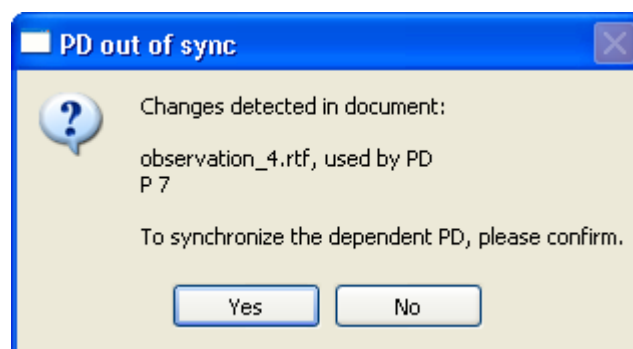 PD out of sync
Changes detected in document:
observation_4.rtf, used by PD
P 7
To synchronize the dependent PD, please confirm.
Yes
No